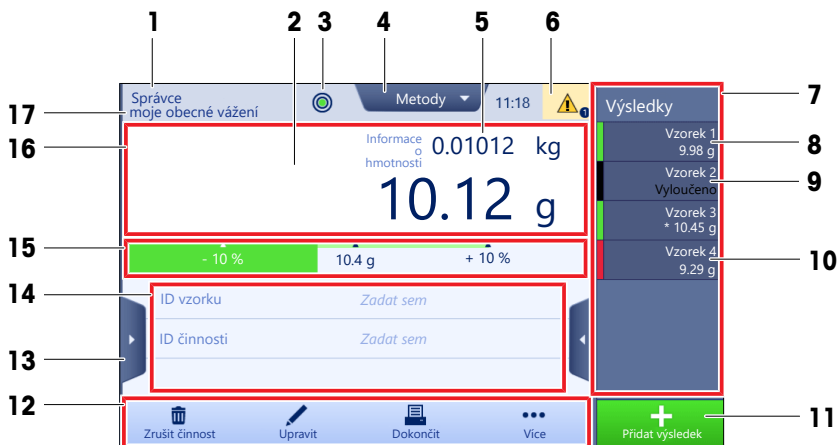 1
2
3
4
5
6
7
8
9
10
11
12
13
14
15
16
17
Správce
moje obecné vážení
Metody
11:18
1
Informace
o
hmotnosti
0.01012 kg
10.12 g
- 10 %
10.4 g
+ 10 %
ID vzorku
Zadat sem
ID činnosti
Zadat sem
Zrušit činnost
Upravit
Dokončit
Více
Výsledky
Vzorek 1
9.98 g
Vzorek 2
Vyloučeno
Vzorek 3
* 10.45 g
Vzorek 4
9.29 g
Přidat výsledek